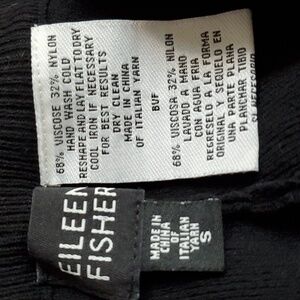 68% VISCOSE 32% NYLON
HAND WASH COLD
RESHAPE AND LAY FLAT TO DRY
COOL IRON IF NECESSARY
FOR BEST RESULTS
DRY CLEAN
MADE IN CHINA
OF ITALIAN YARN
BUF
68% VISCOSA 32% NILON
LAVADO A MANO
CON AGUA FRIA
REGRESELO A LA FORMA
ORIGINAL Y SEQUELO EN
UNA PARTE PLANA
PLANCHAR TIBIO
SI NECESARIO
EILEEN
FISHER
MADE IN
CHINA
OF
ITALIAN
YARN
S